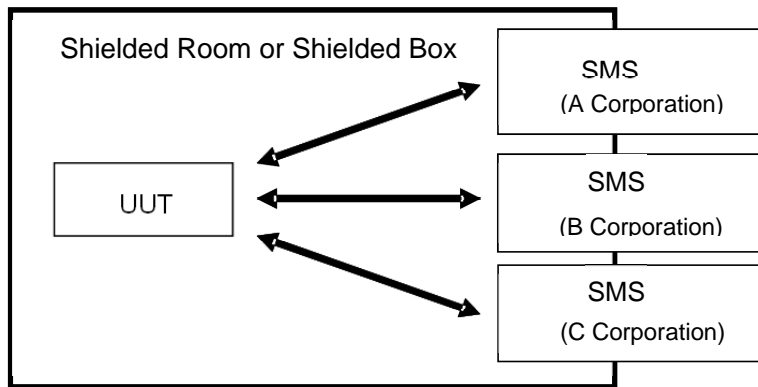 Shielded Room or Shielded Box
SMS
(A Corporation)
UUT
SMS
(B Corporation)
SMS
(C Corporation)